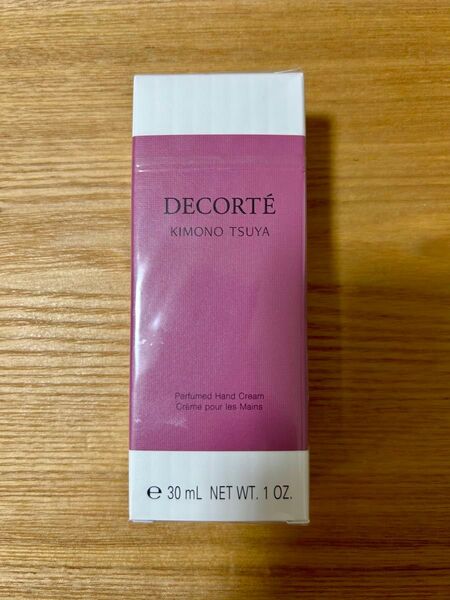 DECORTÉ
KIMONO TSUYA
Perfumed Hand Cream
Crème pour les Mains
℮ 30 mL NET WT. 1 OZ.